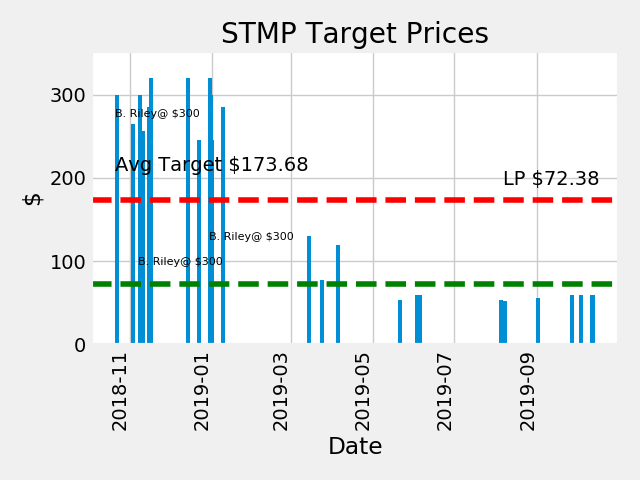 STMP Target Prices
300
B. Riley@ $300
Avg Target $173.68
LP $72.38
200
$
B. Riley@ $300
B. Riley@ $300
100
0
2018-11
2019-01
2019-03
2019-05
2019-07
2019-09
Date